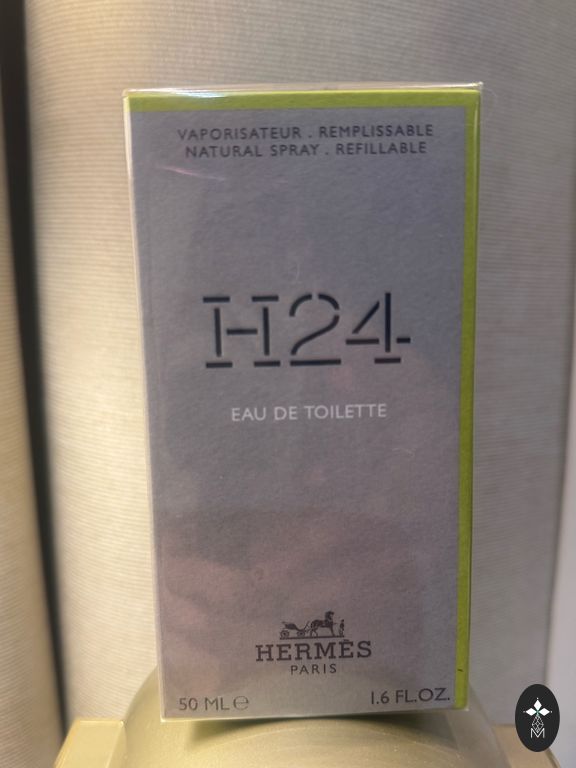 VAPORISATEUR . REMPLISSABLE
NATURAL SPRAY . REFILLABLE
H24
EAU DE TOILETTE
HERMÈS
PARIS
50 ML ℮ 1.6 FL.OZ.